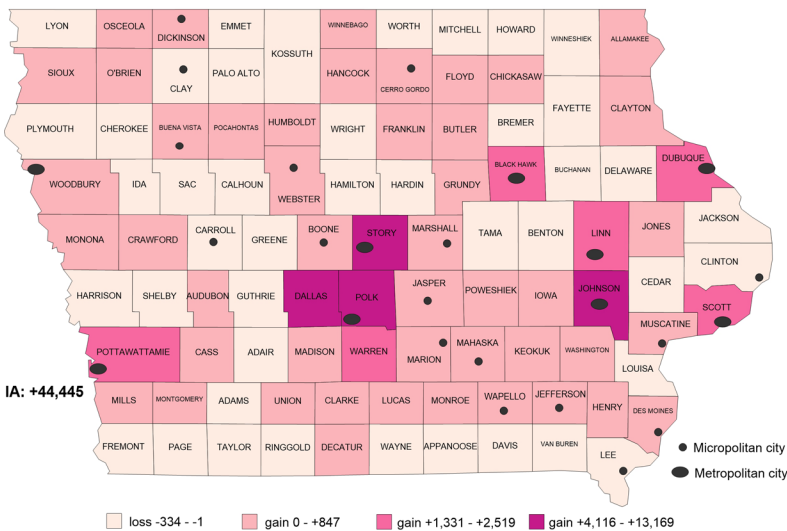 LYON OSCEOLA DICKINSON EMMET KOSSUTH WINNEBAGO WORTH MITCHELL HOWARD WINNESHIEK ALLAMAKEE
SIOUX O'BRIEN CLAY PALO ALTO HANCOCK CERRO GORDO FLOYD CHICKASAW FAYETTE CLAYTON
PLYMOUTH CHEROKEE BUENA VISTA POCAHONTAS HUMBOLDT WRIGHT FRANKLIN BUTLER BREMER
WOODBURY IDA SAC CALHOUN WEBSTER HAMILTON HARDIN GRUNDY BLACK HAWK BUCHANAN DELAWARE DUBUQUE
MONONA CRAWFORD CARROLL GREENE BOONE STORY MARSHALL TAMA BENTON LINN JONES JACKSON
CLINTON
HARRISON SHELBY AUDUBON GUTHRIE DALLAS POLK JASPER POWESHIEK IOWA JOHNSON CEDAR SCOTT
MUSCATINE
POTTAWATTAMIE CASS ADAIR MADISON WARREN MARION MAHASKA KEOKUK WASHINGTON LOUISA
IA: +44,445
MILLS MONTGOMERY ADAMS UNION CLARKE LUCAS MONROE WAPELLO JEFFERSON HENRY DES MOINES
FREMONT PAGE TAYLOR RINGGOLD DECATUR WAYNE APPANOOSE DAVIS VAN BUREN LEE
Micropolitan city
Metropolitan city
loss -334 - -1 gain 0 - +847 gain +1,331 - +2,519 gain +4,116 - +13,169